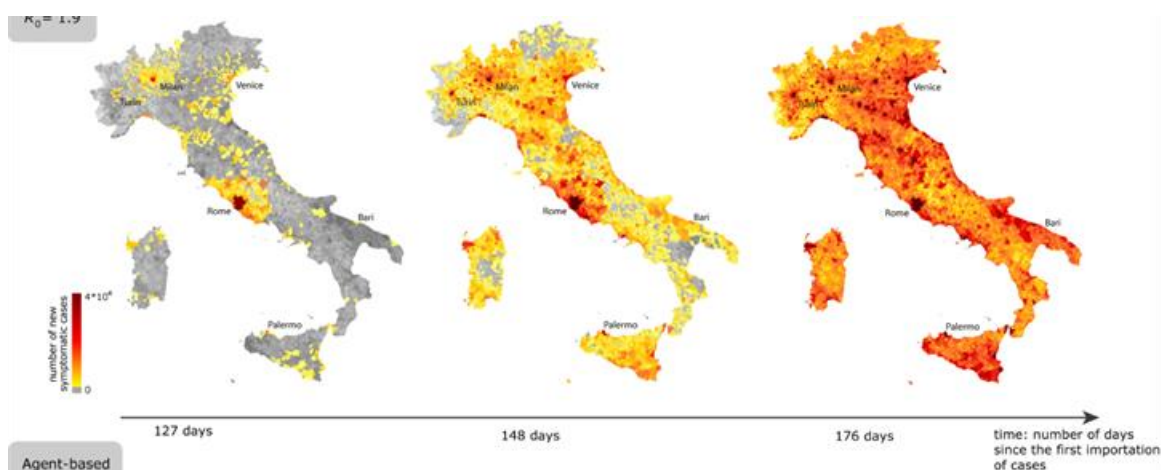 R0= 1.9
Venice
Milan
Turin
Rome
Bari
Palermo
Venice
Milan
Turin
Rome
Bari
Palermo
Venice
Milan
Turin
Rome
Bari
Palermo
number of new
symptomatic cases
4*10⁶
0
127 days
148 days
176 days
time: number of days
since the first importation
of cases
Agent-based